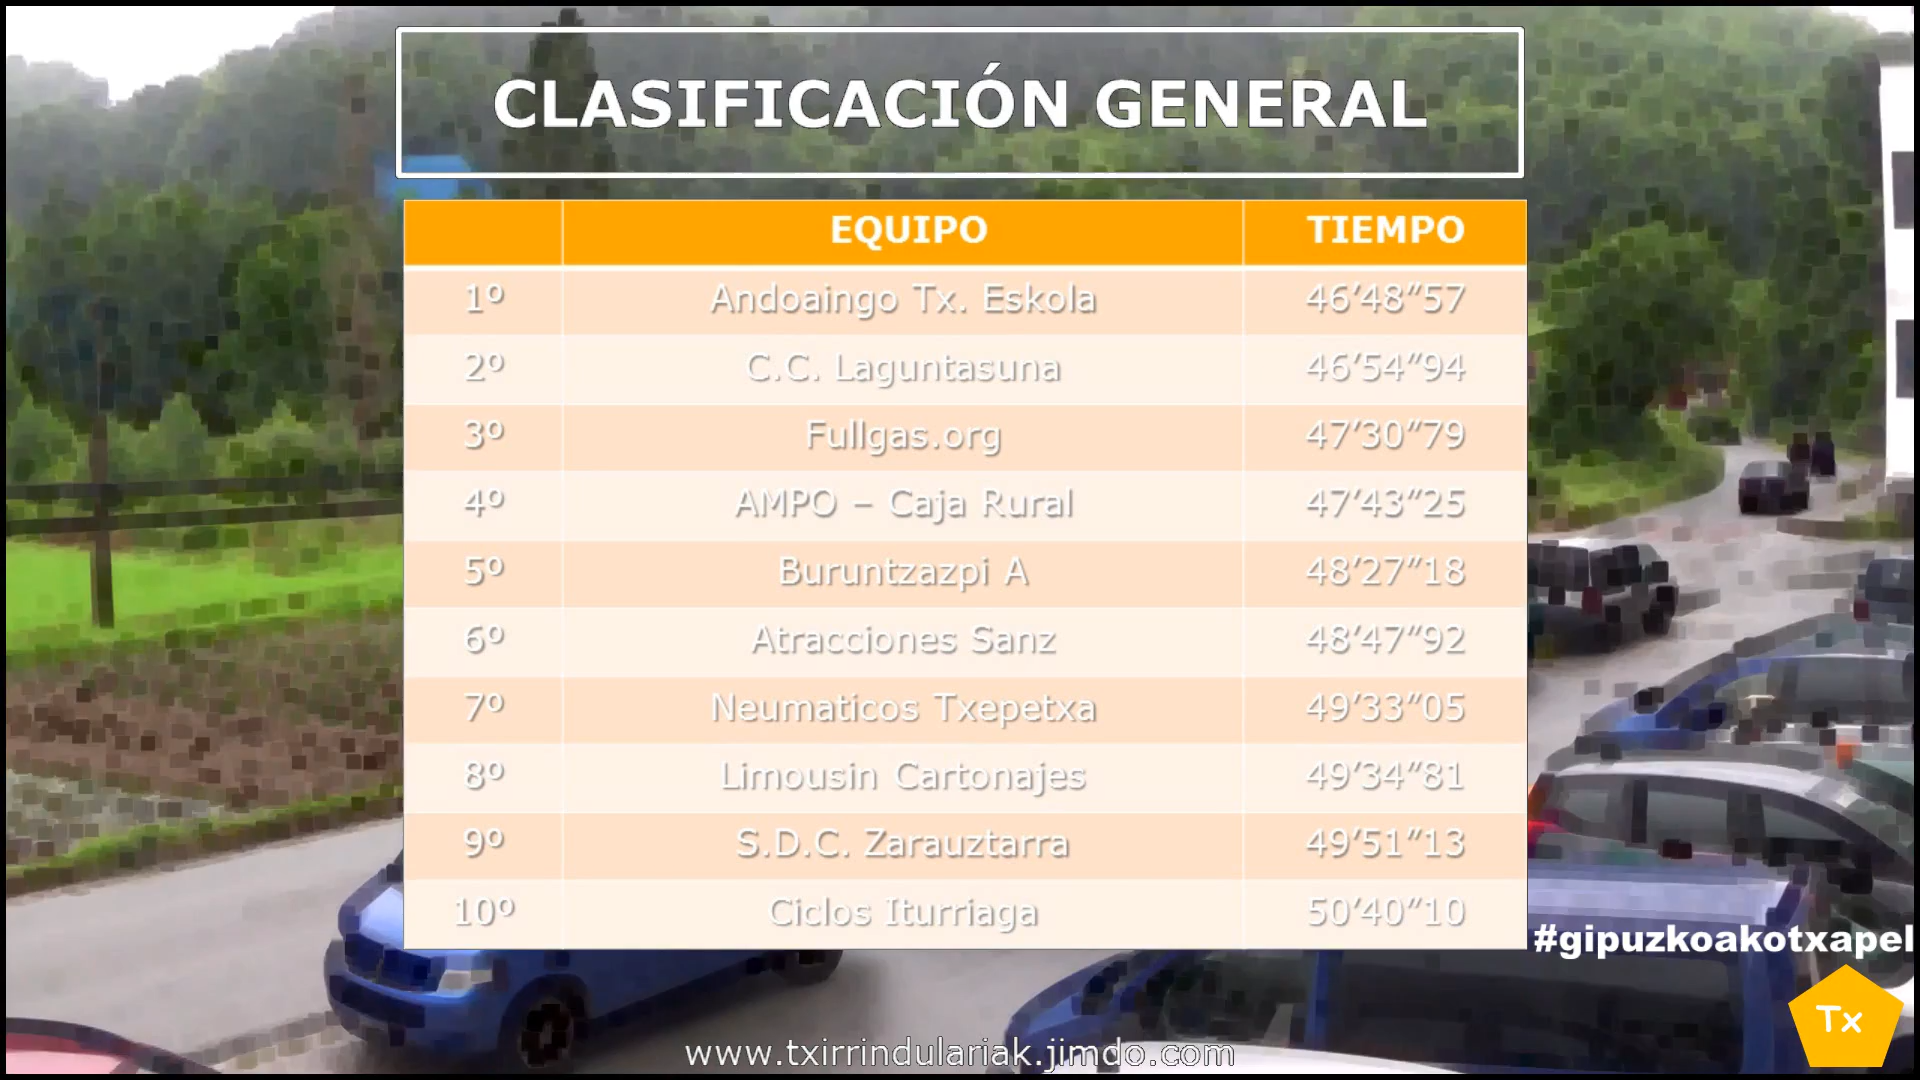 CLASIFICACIÓN GENERAL
EQUIPO TIEMPO
1º Andoaingo Tx. Eskola 46’48”57
2º C.C. Laguntasuna 46’54”94
3º Fullgas.org 47’30”79
4º AMPO – Caja Rural 47’43”25
5º Buruntzazpi A 48’27”18
6º Atracciones Sanz 48’47”92
7º Neumaticos Txepetxa 49’33”05
8º Limousin Cartonajes 49’34”81
9º S.D.C. Zarauztarra 49’51”13
10º Ciclos Iturriaga 50’40”10
#gipuzkoakotxapel
Tx
www.txirrindulariak.jimdo.com